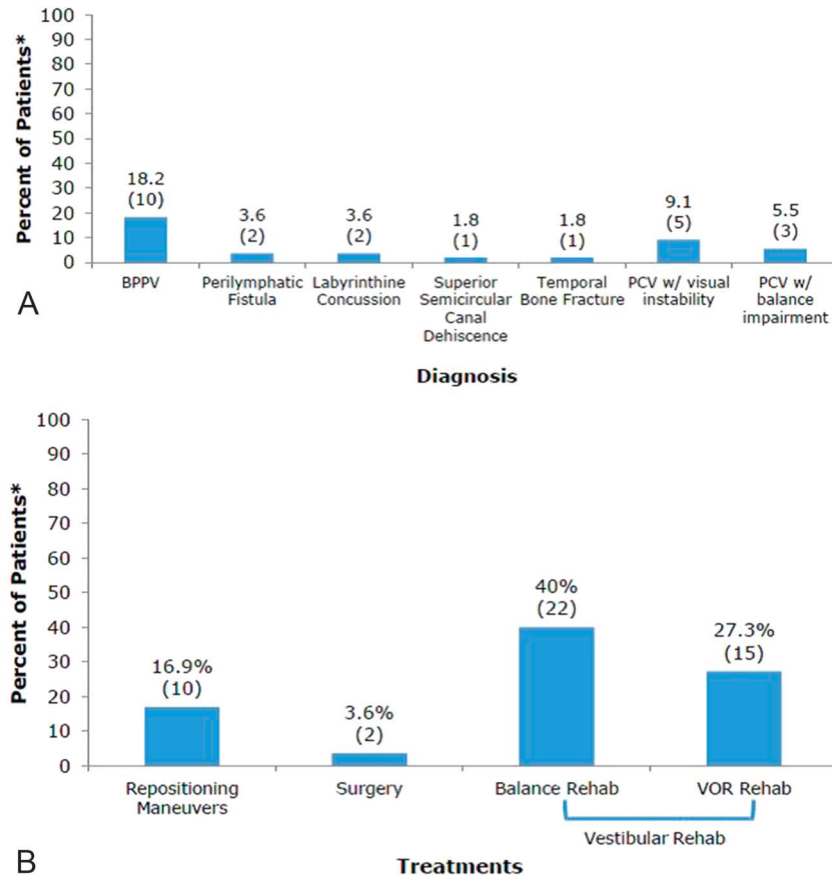 100
90
80
70
60
50
40
30
20
10
0
Percent of Patients*
18.2
(10)
3.6
(2)
3.6
(2)
1.8
(1)
1.8
(1)
9.1
(5)
5.5
(3)
BPPV
Perilymphatic
Fistula
Labyrinthine
Concussion
Superior
Semicircular
Canal
Dehiscence
Temporal
Bone Fracture
PCV w/ visual
instability
PCV w/
balance
impairment
A
Diagnosis
100
90
80
70
60
50
40
30
20
10
0
Percent of Patients*
16.9%
(10)
3.6%
(2)
40%
(22)
27.3%
(15)
Repositioning
Maneuvers
Surgery
Balance Rehab
VOR Rehab
Vestibular Rehab
B
Treatments